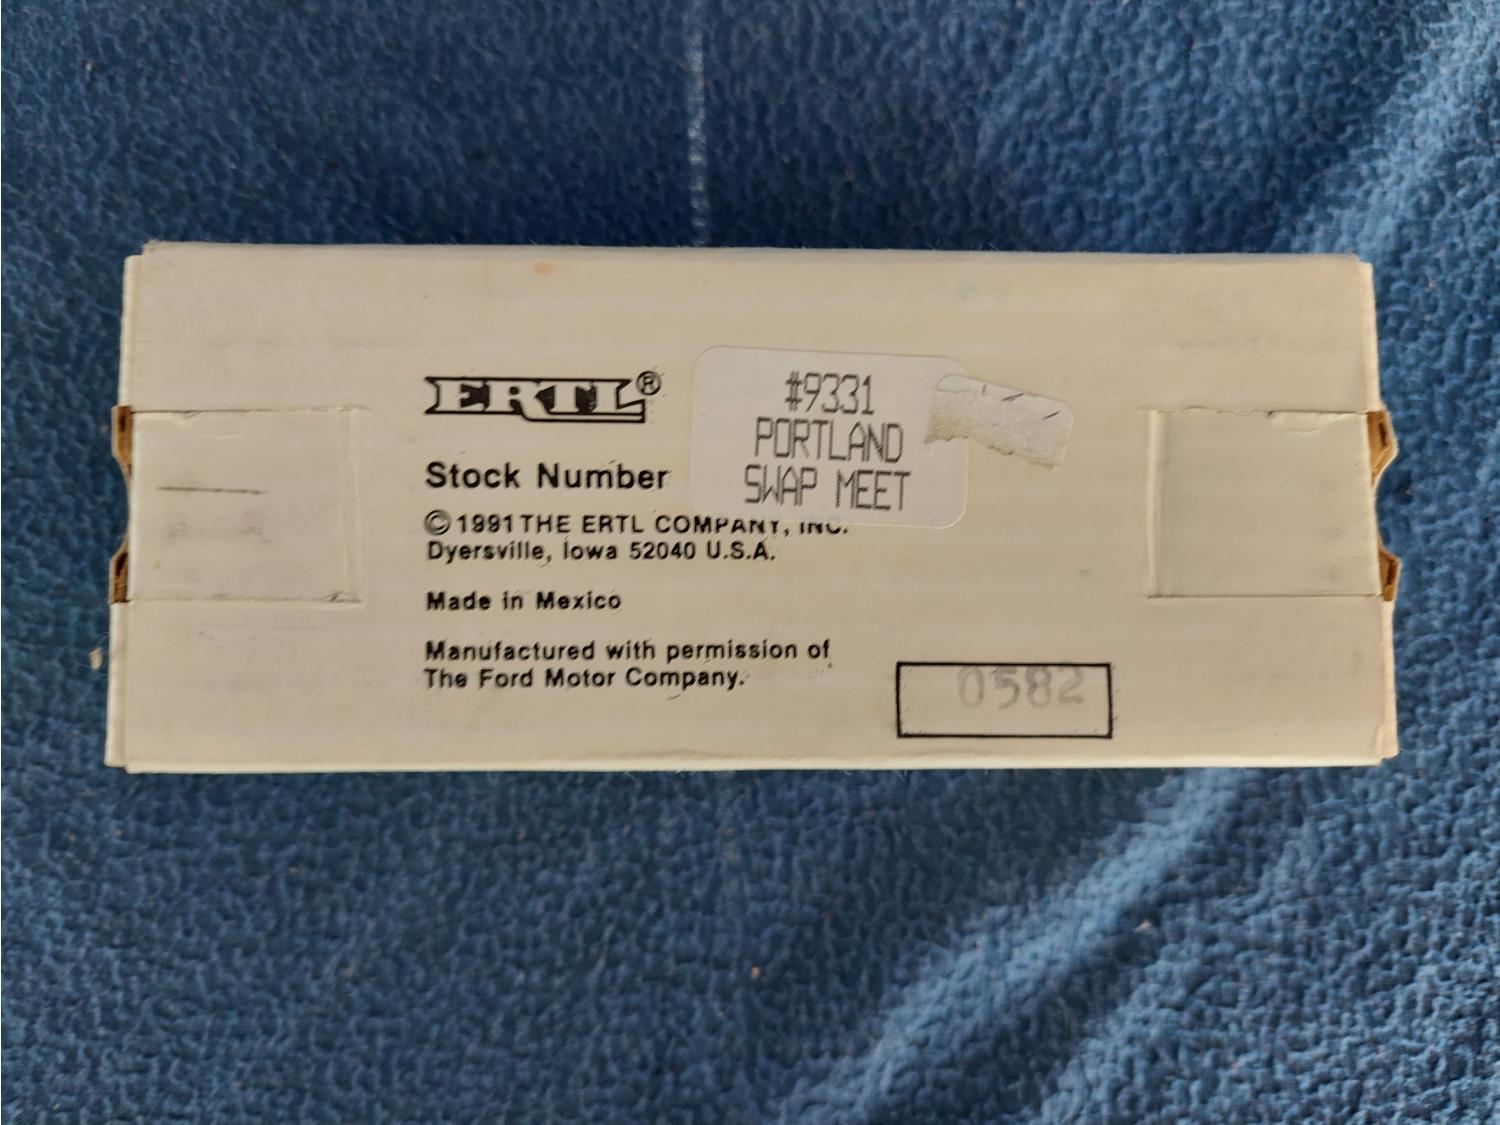 ERTL®
#9331
PORTLAND
SWAP MEET
Stock Number
© 1991 THE ERTL COMPANY, INC.
Dyersville, Iowa 52040 U.S.A.
Made in Mexico
Manufactured with permission of
The Ford Motor Company.
0582